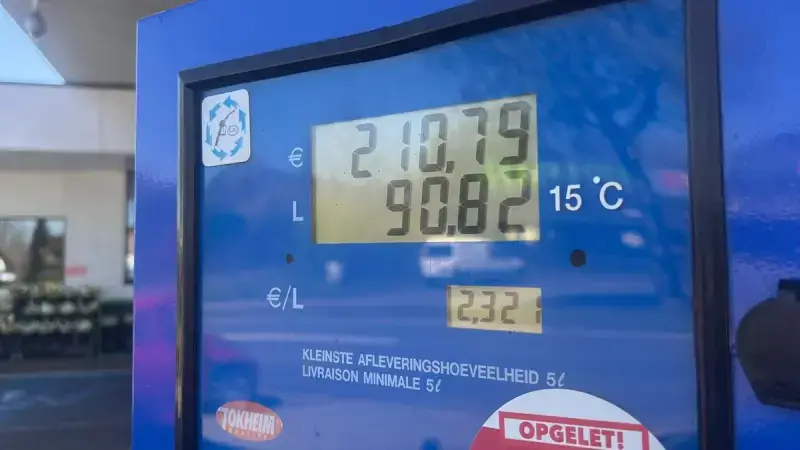 € 210,79
L 90,82 15 °C
€/L 2,321
KLEINSTE AFLEVERINGSHOEVEELHEID 5ℓ
LIVRAISON MINIMALE 5ℓ
TOKHEIM
OPGELET!